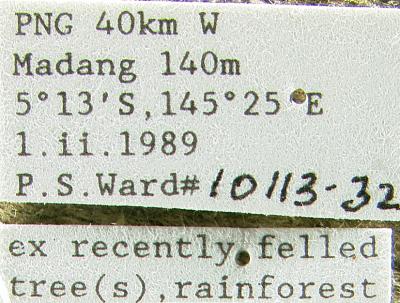 PNG 40km W
Madang 140m
5°13'S,145°25 E
1.ii.1989
P.S.Ward#10113-32
ex recently felled
tree(s),rainforest